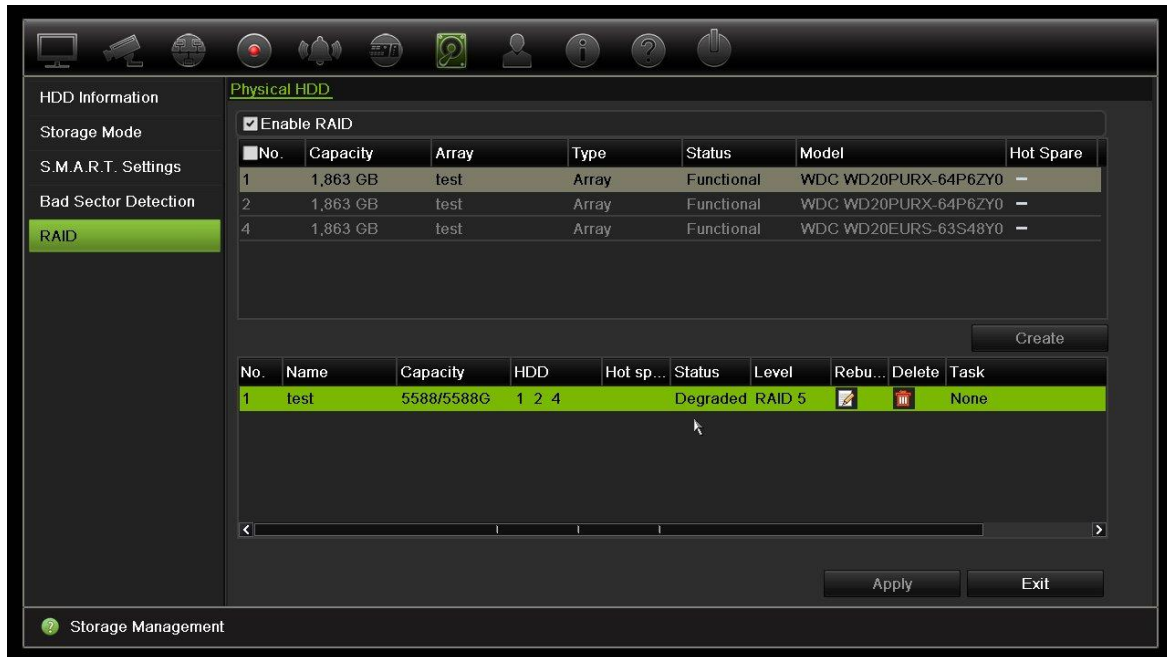 Physical HDD
HDD Information
Storage Mode
S.M.A.R.T. Settings
Bad Sector Detection
RAID
Enable RAID
No. Capacity Array Type Status Model Hot Spare
1 1,863 GB test Array Functional WDC WD20PURX-64P6ZY0 –
2 1,863 GB test Array Functional WDC WD20PURX-64P6ZY0 –
4 1,863 GB test Array Functional WDC WD20EURS-63S48Y0 –
Create
No. Name Capacity HDD Hot sp... Status Level Rebu... Delete Task
1 test 5588/5588G 1 2 4 Degraded RAID 5 None
Apply Exit
Storage Management